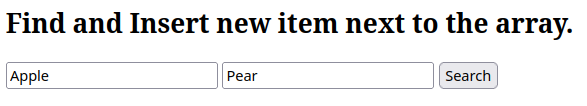 Find and Insert new item next to the array.
Apple Pear Search